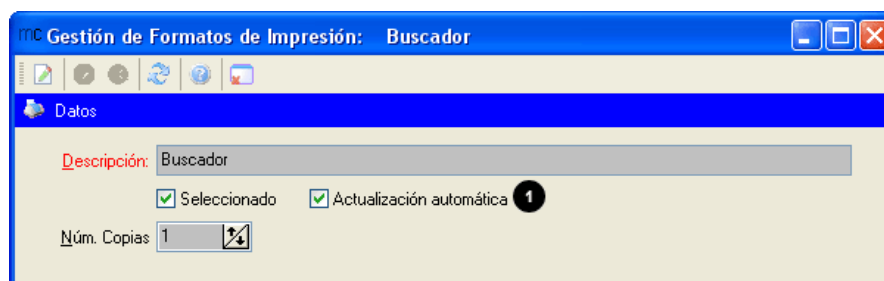 mc Gestión de Formatos de Impresión: Buscador
Datos
Descripción: Buscador
Seleccionado Actualización automática 1
Núm. Copias 1